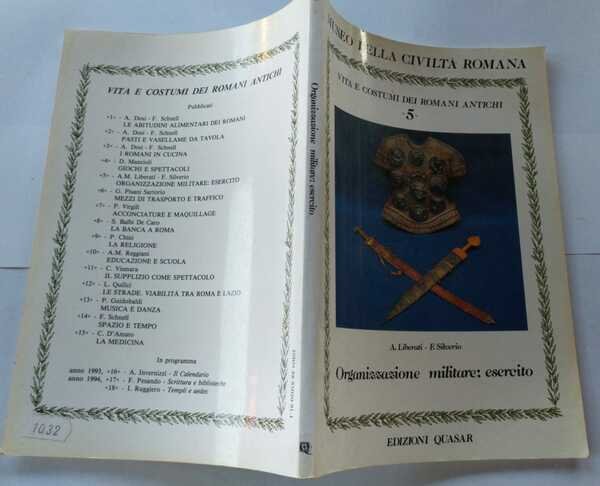 VITA E COSTUMI DEI ROMANI ANTICHI
Pubblicati
«1» - A. Dosi - F. Schnell
LE ABITUDINI ALIMENTARI DEI ROMANI
«2» - A. Dosi - F. Schnell
PASTI E VASELLAME DA TAVOLA
«3» - A. Dosi - F. Schnell
I ROMANI IN CUCINA
«4» - D. Mancioli
GIOCHI E SPETTACOLI
«5» - A.M. Liberati - F. Silverio
ORGANIZZAZIONE MILITARE: ESERCITO
«6» - G. Pisani Sartorio
MEZZI DI TRASPORTO E TRAFFICO
«7» - P. Virgili
ACCONCIATURE E MAQUILLAGE
«8» - S. Balbi De Caro
LA BANCA A ROMA
«9» - P. Chini
LA RELIGIONE
«10» - A.M. Reggiani
EDUCAZIONE E SCUOLA
«11» - C. Vismara
IL SUPPLIZIO COME SPETTACOLO
«12» - L. Quilici
LE STRADE. VIABILITÀ TRA ROMA E LAZIO
«13» - P. Guidobaldi
MUSICA E DANZA
«14» - F. Schnell
SPAZIO E TEMPO
«15» - C. D'Amato
LA MEDICINA
In programma
anno 1993, «16» - A. Invernizzi - Il Calendario
anno 1994, «17» - F. Pesando - Scrittura e biblioteche
«18» - I. Ruggiero - Templi e
1032
Organizzazione militare: esercito
MUSEO DELLA CIVILTÀ ROMANA
VITA E COSTUMI DEI ROMANI ANTICHI
-5-
A. Liberati - F. Silverio
Organizzazione militare: esercito
EDIZIONI QUASAR